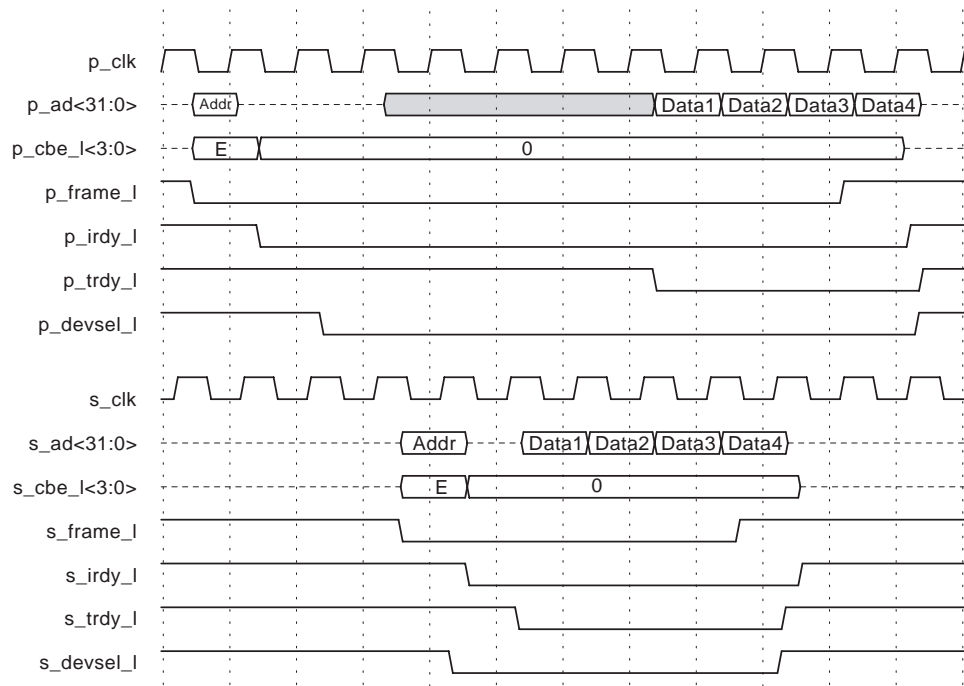 p_clk
p_ad<31:0> Addr Data1 Data2 Data3 Data4
p_cbe_l<3:0> E 0
p_frame_l
p_irdy_l
p_trdy_l
p_devsel_l
s_clk
s_ad<31:0> Addr Data1 Data2 Data3 Data4
s_cbe_l<3:0> E 0
s_frame_l
s_irdy_l
s_trdy_l
s_devsel_l